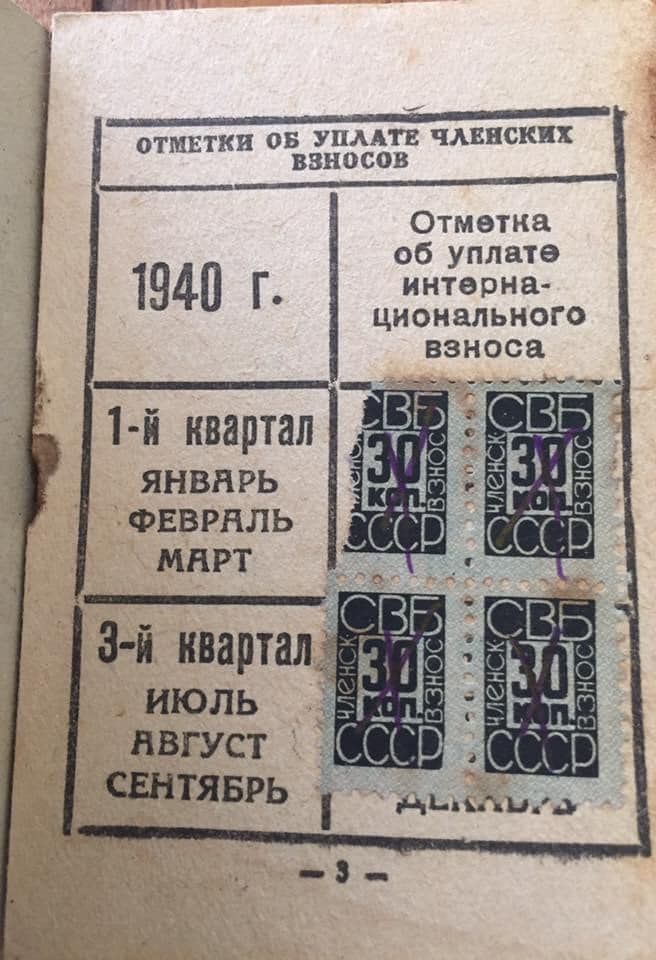 ОТМЕТКИ ОБ УПЛАТЕ ЧЛЕНСКИХ
ВЗНОСОВ
1940 г.
Отметка
об уплате
интерна-
ционального
взноса
1-й квартал
ЯНВАРЬ
ФЕВРАЛЬ
МАРТ
СВБ
членск
30
коп.
взнос
СССР
СВБ
членск
30
коп.
взнос
СССР
3-й квартал
ИЮЛЬ
АВГУСТ
СЕНТЯБРЬ
СВБ
членск
30
коп.
взнос
СССР
СВБ
членск
30
коп.
взнос
СССР
ДЕКАБРЬ
— 3 —